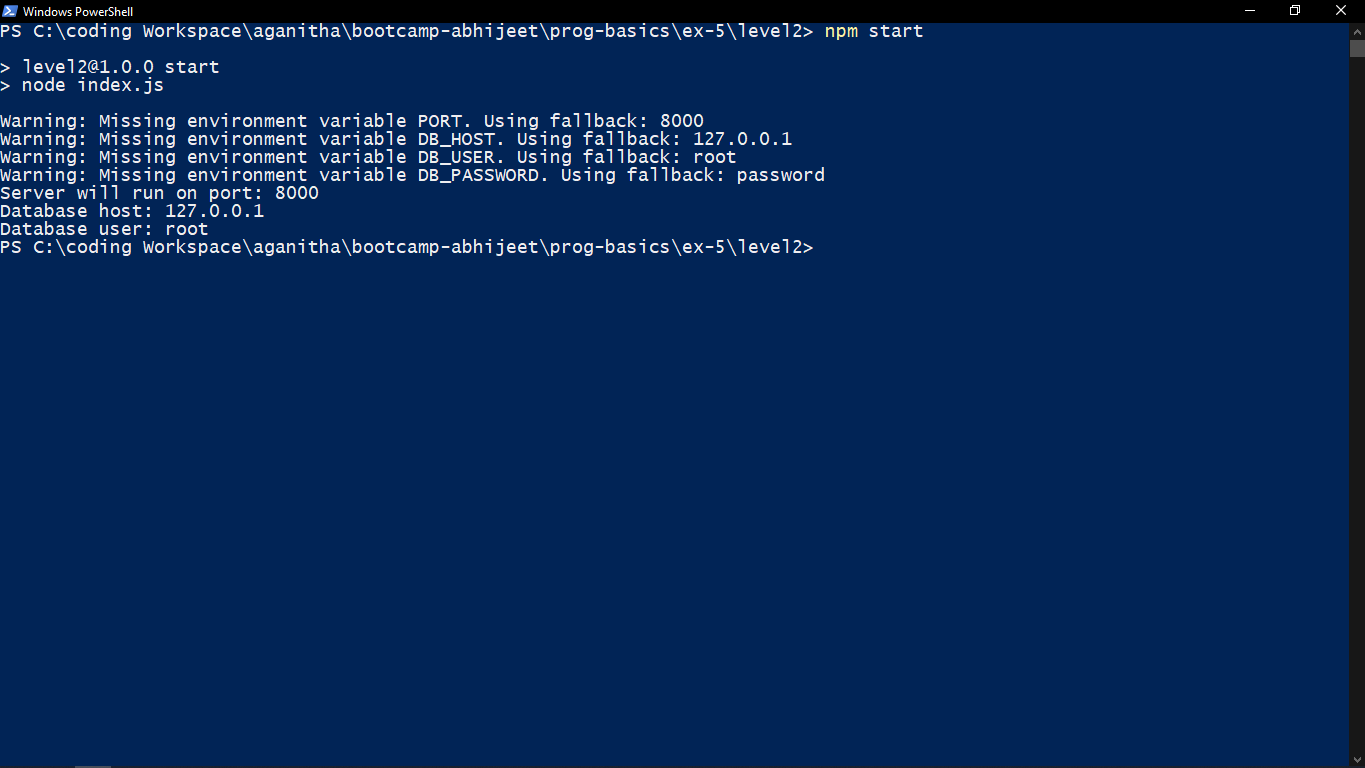 Windows PowerShell
PS C:\coding Workspace\aganitha\bootcamp-abhijeet\prog-basics\ex-5\level2> npm start
> level2@1.0.0 start
> node index.js
Warning: Missing environment variable PORT. Using fallback: 8000
Warning: Missing environment variable DB_HOST. Using fallback: 127.0.0.1
Warning: Missing environment variable DB_USER. Using fallback: root
Warning: Missing environment variable DB_PASSWORD. Using fallback: password
Server will run on port: 8000
Database host: 127.0.0.1
Database user: root
PS C:\coding Workspace\aganitha\bootcamp-abhijeet\prog-basics\ex-5\level2>